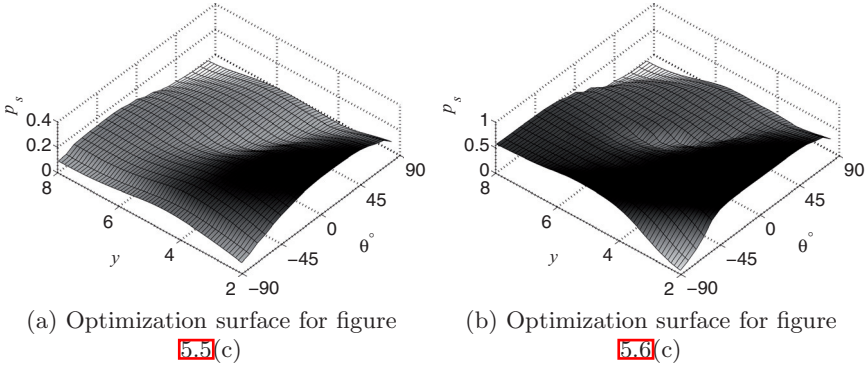 p_s
0.4
0.2
0
8
6
4
2
y
−90
−45
0
45
90
θ°
(a) Optimization surface for figure
5.5(c)
p_s
1
0.5
0
8
6
4
2
y
−90
−45
0
45
90
θ°
(b) Optimization surface for figure
5.6(c)